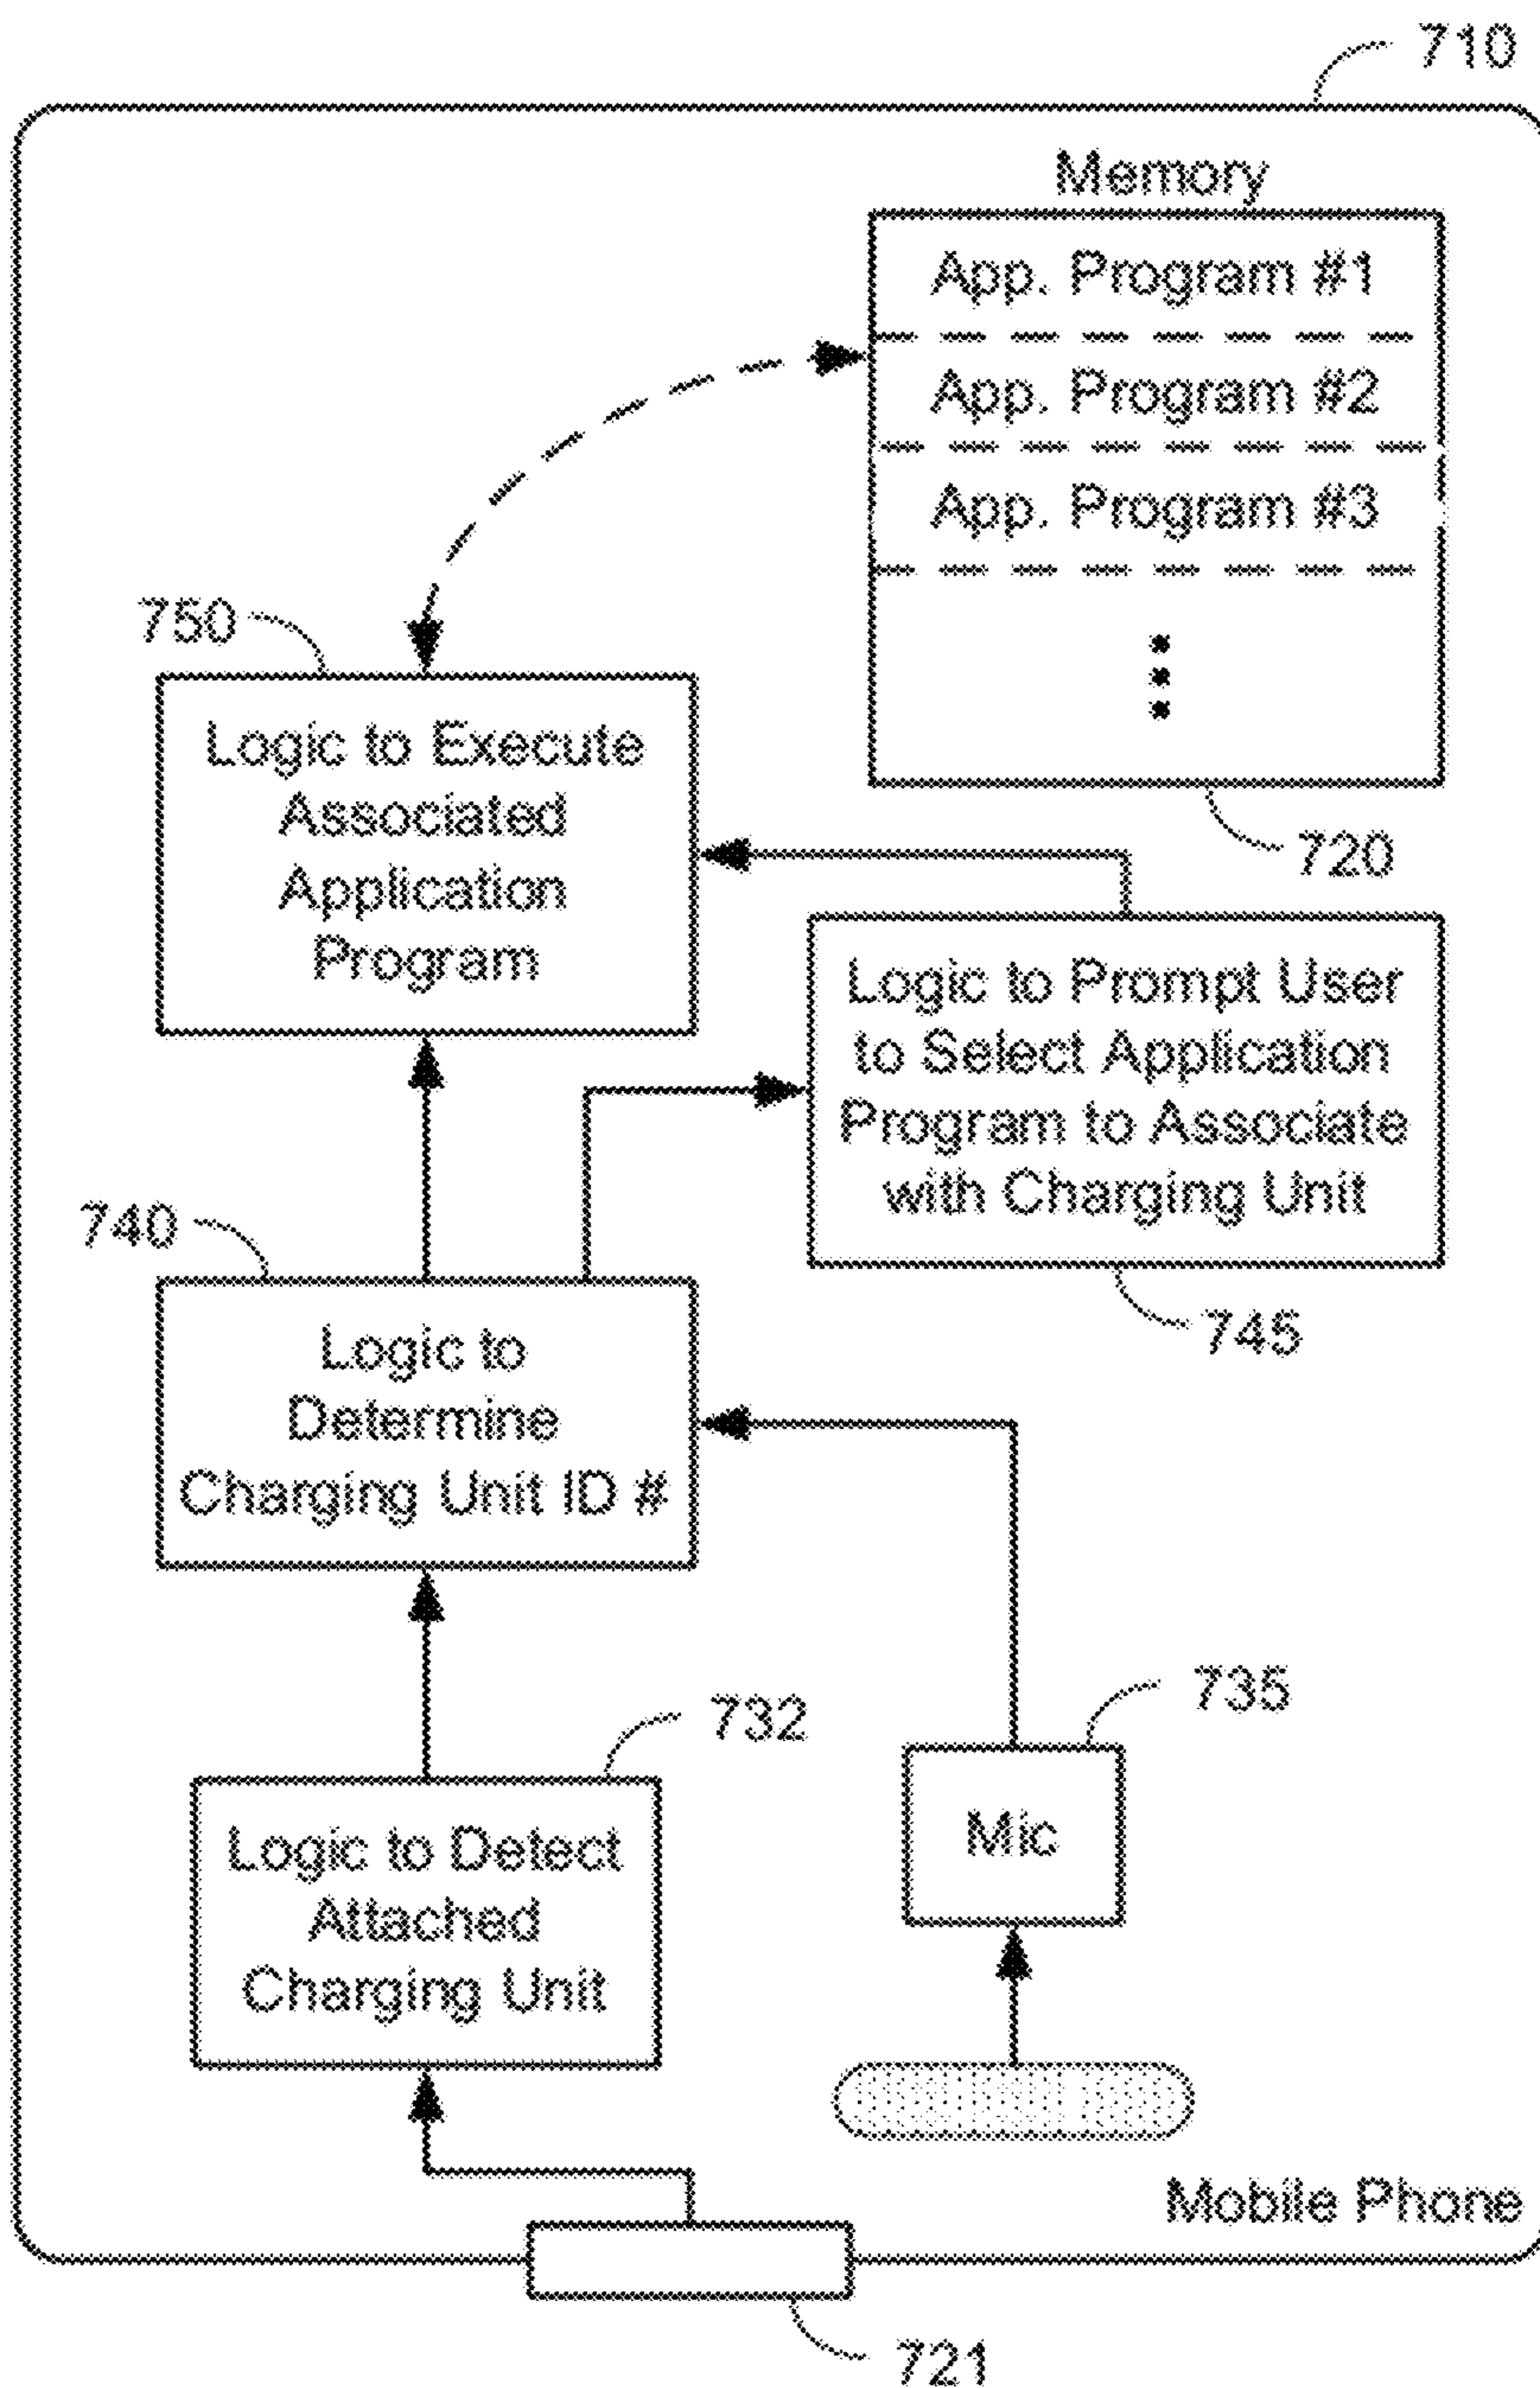 710
Memory
App. Program #1
App. Program #2
App. Program #3
750
Logic to Execute
Associated
Application
Program
720
Logic to Prompt User
to Select Application
Program to Associate
with Charging Unit
740
745
Logic to
Determine
Charging Unit ID #
732
735
Logic to Detect
Attached
Charging Unit
Mic
Mobile Phone
721